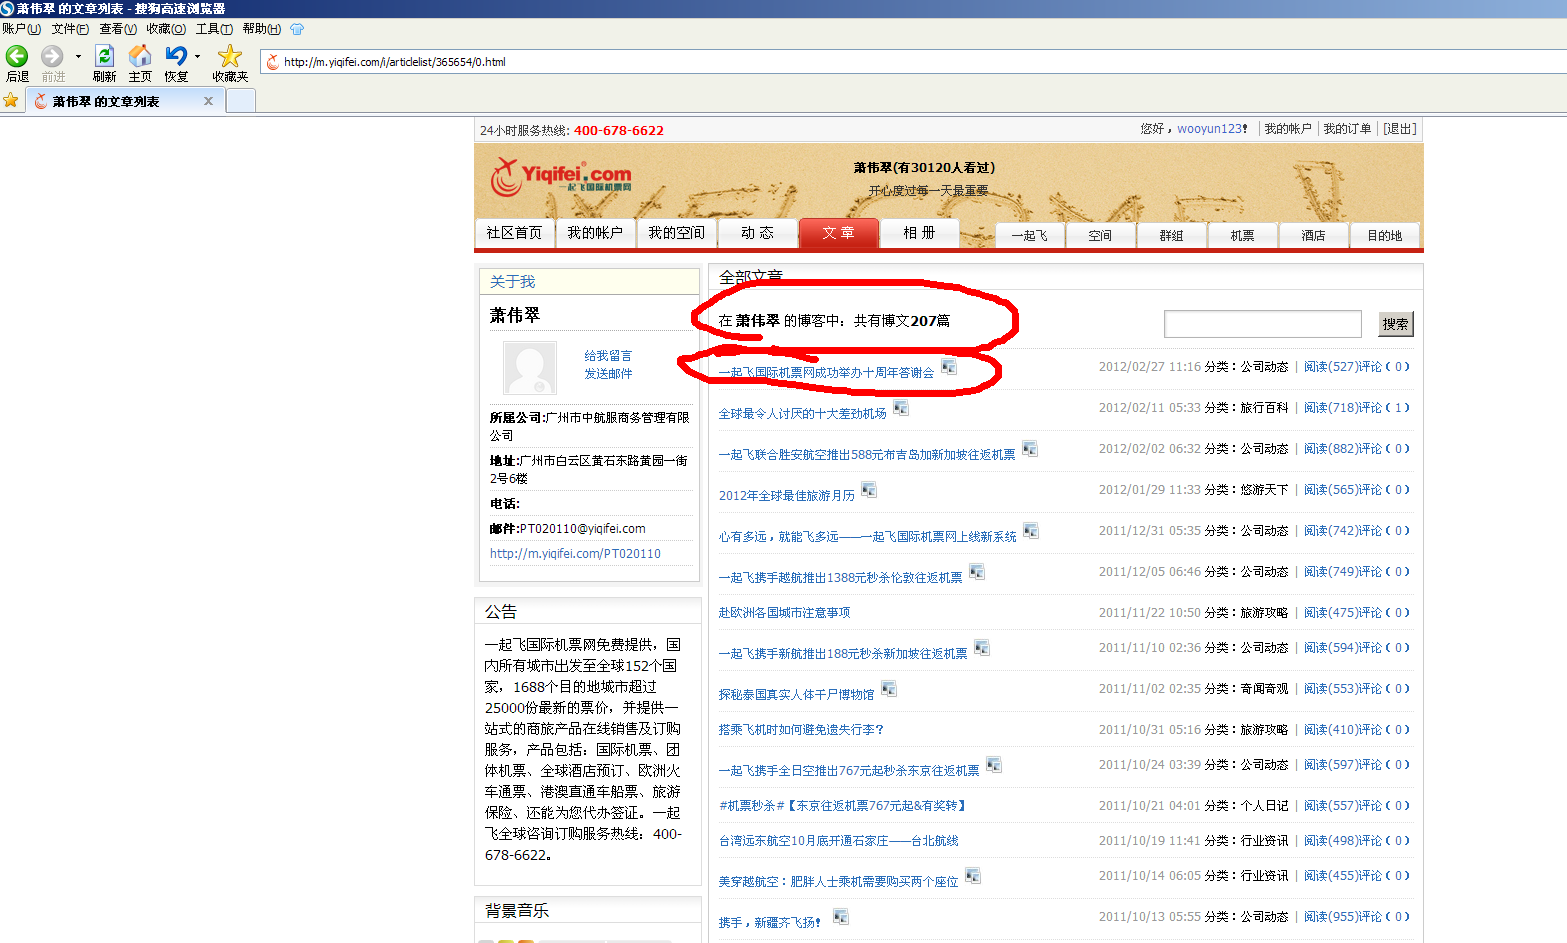 萧伟翠 的文章列表 - 搜狗高速浏览器
账户(U) 文件(F) 查看(V) 收藏(O) 工具(T) 帮助(H)
后退 前进 刷新 主页 恢复 收藏夹
http://m.yiqifei.com/i/articlelist/365654/0.html
萧伟翠 的文章列表 x
24小时服务热线: 400-678-6622
您好，wooyun123! | 我的帐户 | 我的订单 | [退出]
Yiqifei.com
一起飞国际机票网
萧伟翠(有30120人看过)
开心度过每一天最重要
社区首页 我的帐户 我的空间 动 态 文 章 相 册 一起飞 空间 群组 机票 酒店 目的地
关于我
萧伟翠
给我留言
发送邮件
所属公司:广州市中航服商务管理有限
公司
地址:广州市白云区黄石东路黄园一街
2号6楼
电话:
邮件:PT020110@yiqifei.com
http://m.yiqifei.com/PT020110
公告
一起飞国际机票网免费提供，国
内所有城市出发至全球152个国
家，1688个目的地城市超过
25000份最新的票价，并提供一
站式的商旅产品在线销售及订购
服务，产品包括：国际机票、团
体机票、全球酒店预订、欧洲火
车通票、港澳直通车船票、旅游
保险、还能为您代办签证。一起
飞全球咨询订购服务热线：400-
678-6622。
背景音乐
全部文章
在 萧伟翠 的博客中：共有博文207篇
搜索
一起飞国际机票网成功举办十周年答谢会 2012/02/27 11:16 分类：公司动态 | 阅读(527)评论( 0 )
全球最令人讨厌的十大差劲机场 2012/02/11 05:33 分类：旅行百科 | 阅读(718)评论( 1 )
一起飞联合胜安航空推出588元布吉岛加新加坡往返机票 2012/02/02 06:32 分类：公司动态 | 阅读(882)评论( 0 )
2012年全球最佳旅游月历 2012/01/29 11:33 分类：悠游天下 | 阅读(565)评论( 0 )
心有多远，就能飞多远——一起飞国际机票网上线新系统 2011/12/31 05:35 分类：公司动态 | 阅读(742)评论( 0 )
一起飞携手越航推出1388元秒杀伦敦往返机票 2011/12/05 06:46 分类：公司动态 | 阅读(749)评论( 0 )
赴欧洲各国城市注意事项 2011/11/22 10:50 分类：旅游攻略 | 阅读(475)评论( 0 )
一起飞携手新航推出188元秒杀新加坡往返机票 2011/11/10 02:36 分类：公司动态 | 阅读(594)评论( 0 )
探秘泰国真实人体干尸博物馆 2011/11/02 02:35 分类：奇闻奇观 | 阅读(553)评论( 0 )
搭乘飞机时如何避免遗失行李？ 2011/10/31 05:16 分类：旅游攻略 | 阅读(410)评论( 0 )
一起飞携手全日空推出767元起秒杀东京往返机票 2011/10/24 03:39 分类：公司动态 | 阅读(597)评论( 0 )
#机票秒杀#【东京往返机票767元起&有奖转】 2011/10/21 04:01 分类：个人日记 | 阅读(557)评论( 0 )
台湾远东航空10月底开通石家庄——台北航线 2011/10/19 11:41 分类：行业资讯 | 阅读(498)评论( 0 )
美穿越航空：肥胖人士乘机需要购买两个座位 2011/10/14 06:05 分类：行业资讯 | 阅读(455)评论( 0 )
携手，新疆齐飞扬！ 2011/10/13 05:55 分类：公司动态 | 阅读(955)评论( 0 )